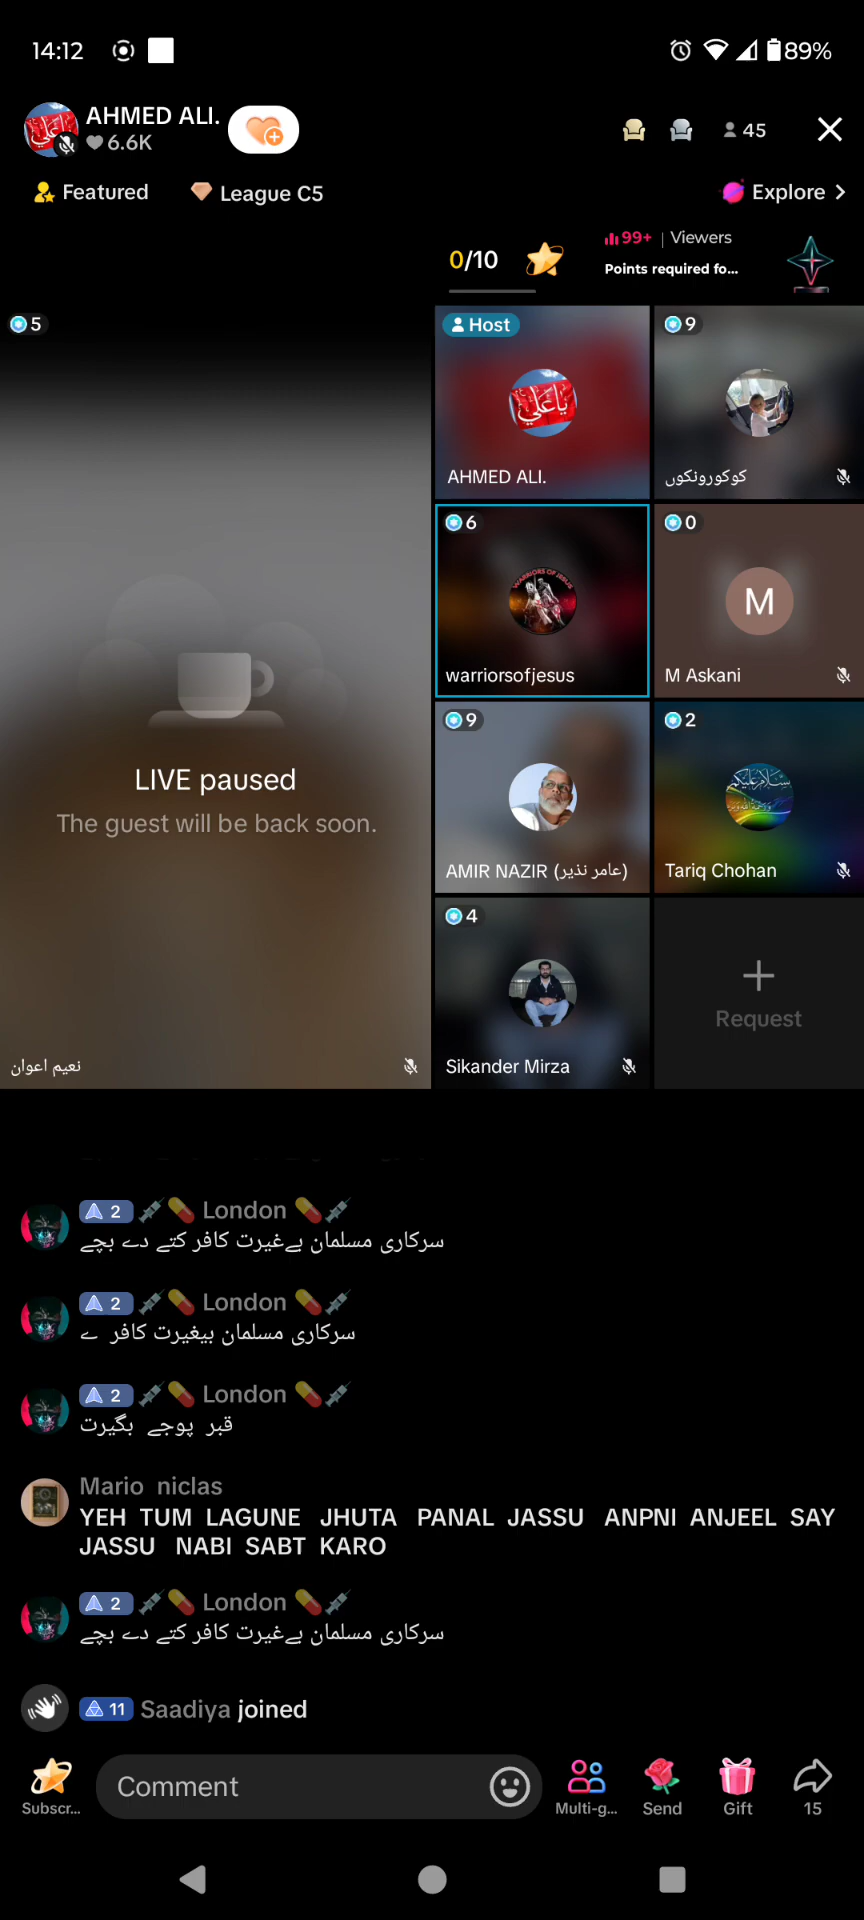 14:12
89%
AHMED ALI.
6.6K
45
Featured
League C5
Explore
0/10
99+ | Viewers
Points required fo...
5
Host
یاعلي
AHMED ALI.
9
کوکورونکوں
6
WARRIORS OF JESUS
warriorsofjesus
0
M
M Askani
9
AMIR NAZIR (عامر نذیر)
2
Tariq Chohan
LIVE paused
The guest will be back soon.
نعیم اعوان
4
Sikander Mirza
Request
2 London
سرکاری مسلمان بےغیرت کافر کتے دے بچے
2 London
سرکاری مسلمان بیغیرت کافر ے
2 London
قبر پوجے بگیرت
Mario niclas
YEH TUM LAGUNE JHUTA PANAL JASSU ANPNI ANJEEL SAY
JASSU NABI SABT KARO
2 London
سرکاری مسلمان بےغیرت کافر کتے دے بچے
11 Saadiya joined
Comment
Subscr...
Multi-g...
Send
Gift
15